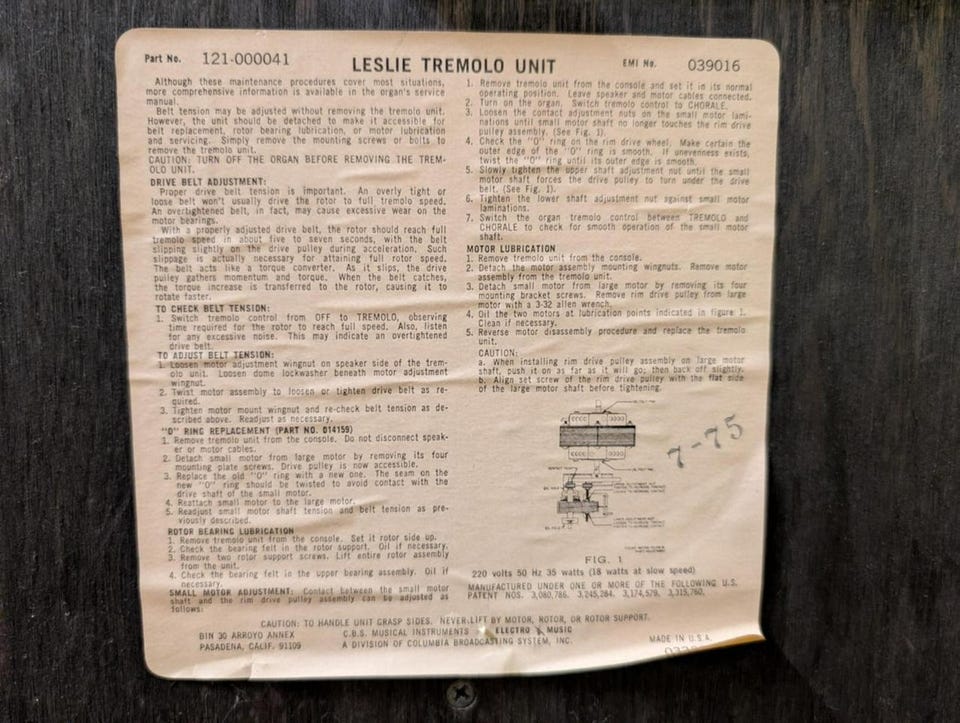 Part No. 121-000041
LESLIE TREMOLO UNIT
EMI No. 039016
Although these maintenance procedures cover most situations,
more comprehensive information is available in the organ's service
manual.
Belt tension may be adjusted without removing the tremolo unit.
However, the unit should be detached to make it accessible for
belt replacement, rotor bearing lubrication, or motor lubrication
and servicing. Simply remove the mounting screws or bolts to
remove the tremolo unit.
CAUTION: TURN OFF THE ORGAN BEFORE REMOVING THE TREM-
OLO UNIT.
DRIVE BELT ADJUSTMENT:
Proper drive belt tension is important. An overly tight or
loose belt won't usually drive the rotor to full tremolo speed.
An overtightened belt, in fact, may cause excessive wear on the
motor bearings.
With a properly adjusted drive belt, the rotor should reach full
tremolo speed in about five to seven seconds, with the belt
slipping slightly on the drive pulley during acceleration. Such
slippage is actually necessary for attaining full rotor speed.
The belt acts like a torque converter. As it slips, the drive
pulley gathers momentum and torque. When the belt catches,
the torque increase is transferred to the rotor, causing it to
rotate faster.
TO CHECK BELT TENSION:
1. Switch tremolo control from OFF to TREMOLO, observing
time required for the rotor to reach full speed. Also, listen
for any excessive noise. This may indicate an overtightened
drive belt.
TO ADJUST BELT TENSION:
1. Loosen motor adjustment wingnut on speaker side of the trem-
olo unit. Loosen dome lockwasher beneath motor adjustment
wingnut.
2. Twist motor assembly to loosen or tighten drive belt as re-
quired.
3. Tighten motor mount wingnut and re-check belt tension as de-
scribed above. Readjust as necessary.
"O" RING REPLACEMENT (PART NO. 014159)
1. Remove tremolo unit from the console. Do not disconnect speak-
er or motor cables.
2. Detach small motor from large motor by removing its four
mounting plate screws. Drive pulley is now accessible.
3. Replace the old "O" ring with a new one. The seam on the
new "O" ring should be twisted to avoid contact with the
drive shaft of the small motor.
4. Reattach small motor to the large motor.
5. Readjust small motor shaft tension and belt tension as pre-
viously described.
ROTOR BEARING LUBRICATION
1. Remove tremolo unit from the console. Set it rotor side up.
2. Check the bearing felt in the rotor support. Oil if necessary.
3. Remove two rotor support screws. Lift entire rotor assembly
from the unit.
4. Check the bearing felt in the upper bearing assembly. Oil if
necessary.
SMALL MOTOR ADJUSTMENT: Contact between the small motor
shaft and the rim drive pulley assembly can be adjusted as
follows:
1. Remove tremolo unit from the console and set it in its normal
operating position. Leave speaker and motor cables connected.
2. Turn on the organ. Switch tremolo control to CHORALE.
3. Loosen the contact adjustment nuts on the small motor lami-
nations until small motor shaft no longer touches the rim drive
pulley assembly. (See Fig. 1).
4. Check the "O" ring on the rim drive wheel. Make certain the
outer edge of the "O" ring is smooth. If unevenness exists,
twist the "O" ring until its outer edge is smooth.
5. Slowly tighten the upper shaft adjustment nut until the small
motor shaft forces the drive pulley to turn under the drive
belt. (See Fig. 1).
6. Tighten the lower shaft adjustment nut against small motor
laminations.
7. Switch the organ tremolo control between TREMOLO and
CHORALE to check for smooth operation of the small motor
shaft.
MOTOR LUBRICATION
1. Remove tremolo unit from the console.
2. Detach the motor assembly mounting wingnuts. Remove motor
assembly from the tremolo unit.
3. Detach small motor from large motor by removing its four
mounting bracket screws. Remove rim drive pulley from large
motor with a 3-32 allen wrench.
4. Oil the two motors at lubrication points indicated in figure 1.
Clean if necessary.
5. Reverse motor disassembly procedure and replace the tremolo
unit.
CAUTION:
a. When installing rim drive pulley assembly on large motor
shaft, push it on as far as it will go; then back off slightly.
b. Align set screw of the rim drive pulley with the flat side
of the large motor shaft before tightening.
7-75
FIG. 1
220 volts 50 Hz 35 watts (18 watts at slow speed)
MANUFACTURED UNDER ONE OR MORE OF THE FOLLOWING U.S.
PATENT NOS. 3,080,786. 3,245,284. 3,174,579. 3,315,760.
CAUTION: TO HANDLE UNIT GRASP SIDES. NEVER LIFT BY MOTOR, ROTOR, OR ROTOR SUPPORT.
BIN 30 ARROYO ANNEX
PASADENA, CALIF. 91109
C.B.S. MUSICAL INSTRUMENTS ELECTRO MUSIC
A DIVISION OF COLUMBIA BROADCASTING SYSTEM, INC.
MADE IN U.S.A.